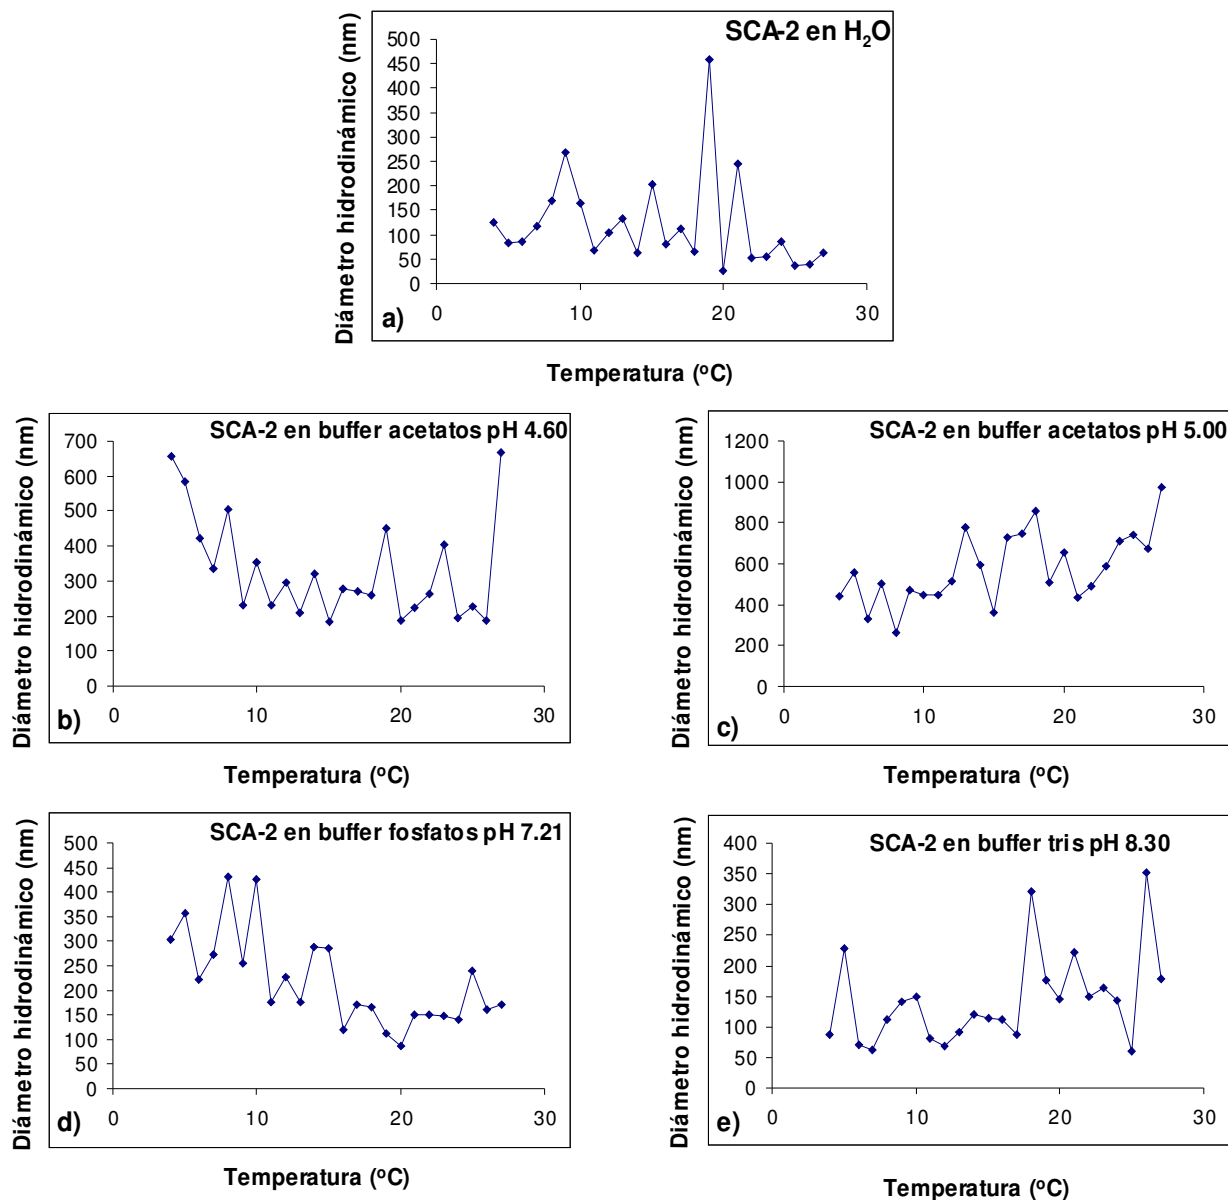 SCA-2 en H₂O
Diámetro hidrodinámico (nm)
500
450
400
350
300
250
200
150
100
50
0
0 10 20 30
a)
Temperatura (ºC)
SCA-2 en buffer acetatos pH 4.60
Diámetro hidrodinámico (nm)
700
600
500
400
300
200
100
0
0 10 20 30
b)
Temperatura (ºC)
SCA-2 en buffer acetatos pH 5.00
Diámetro hidrodinámico (nm)
1200
1000
800
600
400
200
0
0 10 20 30
c)
Temperatura (ºC)
SCA-2 en buffer fosfatos pH 7.21
Diámetro hidrodinámico (nm)
500
450
400
350
300
250
200
150
100
50
0
0 10 20 30
d)
Temperatura (ºC)
SCA-2 en buffer tris pH 8.30
Diámetro hidrodinámico (nm)
400
350
300
250
200
150
100
50
0
0 10 20 30
e)
Temperatura (ºC)